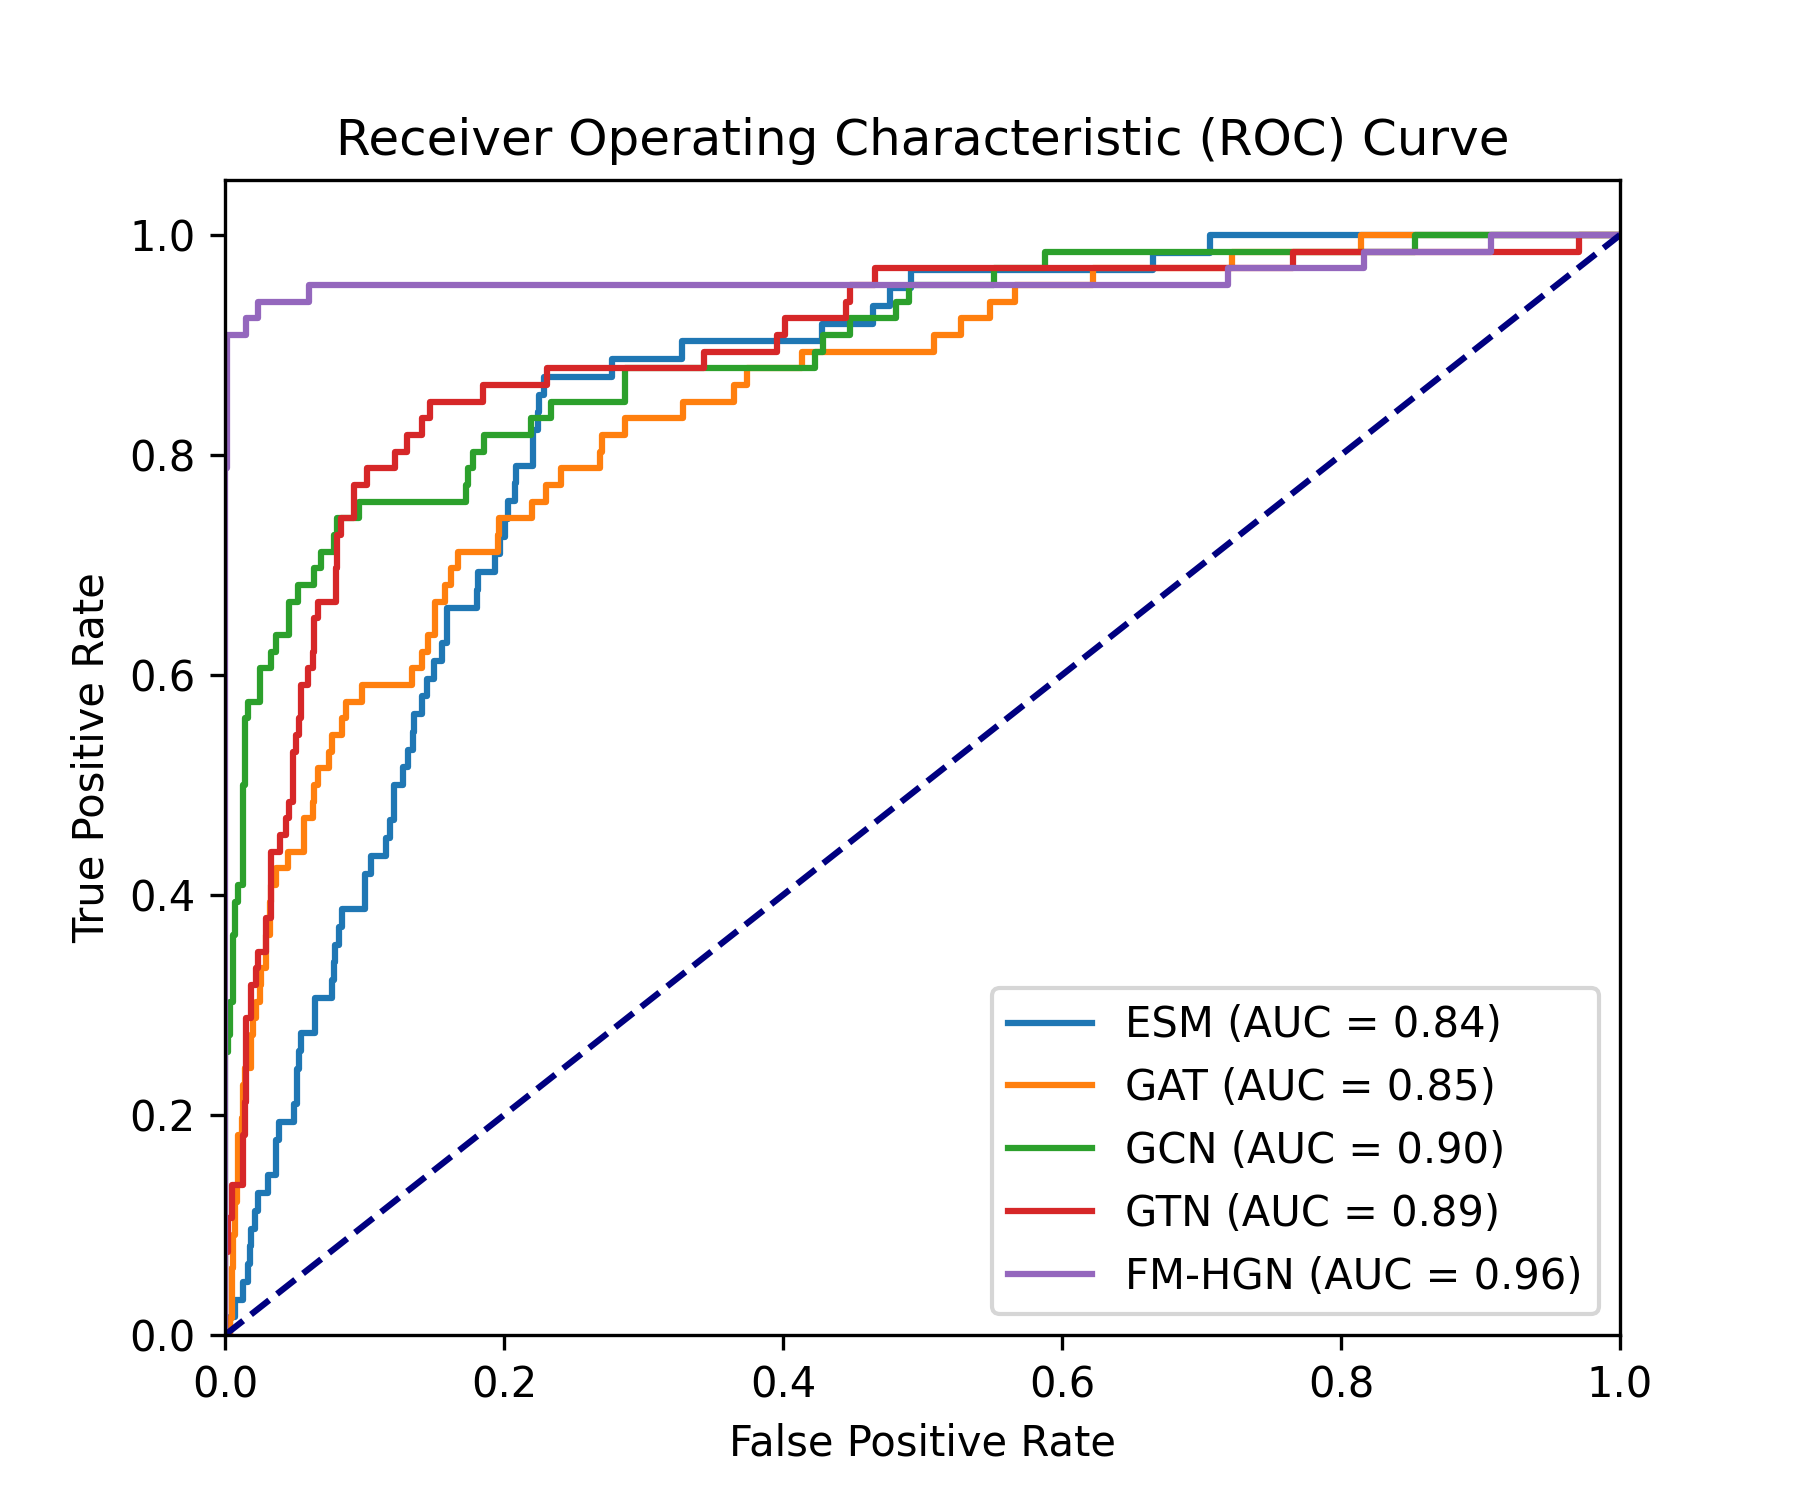 Receiver Operating Characteristic (ROC) Curve
1.0
0.8
0.6
0.4
0.2
0.0
True Positive Rate
ESM (AUC = 0.84)
GAT (AUC = 0.85)
GCN (AUC = 0.90)
GTN (AUC = 0.89)
FM-HGN (AUC = 0.96)
0.0 0.2 0.4 0.6 0.8 1.0
False Positive Rate